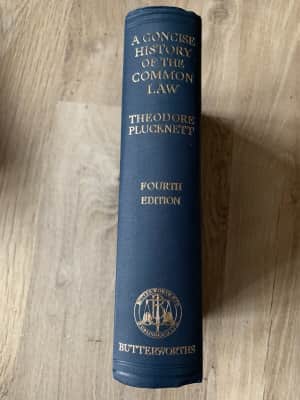 A CONCISE
HISTORY
OF THE
COMMON
LAW
THEODORE
PLUCKNETT
FOURTH
EDITION
BUTTERWORTHS